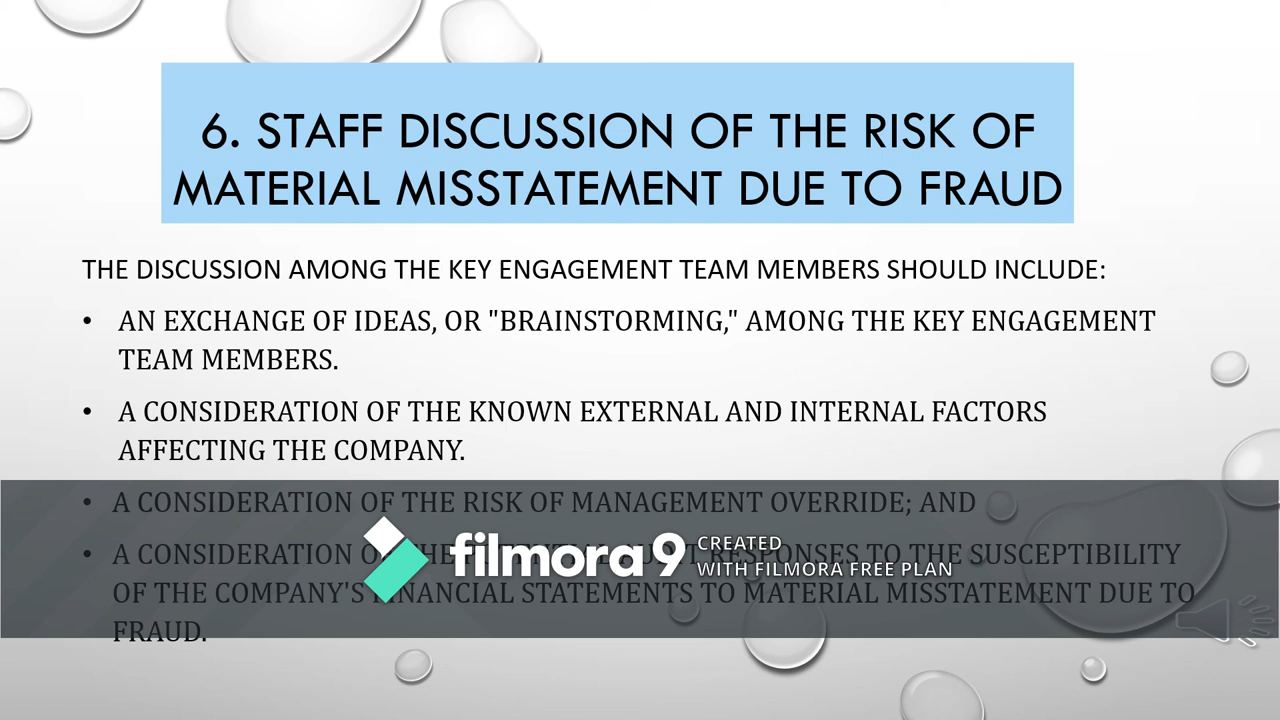 6. STAFF DISCUSSION OF THE RISK OF
MATERIAL MISSTATEMENT DUE TO FRAUD
THE DISCUSSION AMONG THE KEY ENGAGEMENT TEAM MEMBERS SHOULD INCLUDE:
• AN EXCHANGE OF IDEAS, OR "BRAINSTORMING," AMONG THE KEY ENGAGEMENT
TEAM MEMBERS.
• A CONSIDERATION OF THE KNOWN EXTERNAL AND INTERNAL FACTORS
AFFECTING THE COMPANY.
• A CONSIDERATION OF THE RISK OF MANAGEMENT OVERRIDE; AND
• A CONSIDERATION RESPONSES TO THE SUSCEPTIBILITY
OF THE COMPANY'S FINANCIAL STATEMENTS TO MATERIAL MISSTATEMENT DUE TO
FRAUD.
filmora 9
CREATED
WITH FILMORA FREE PLAN